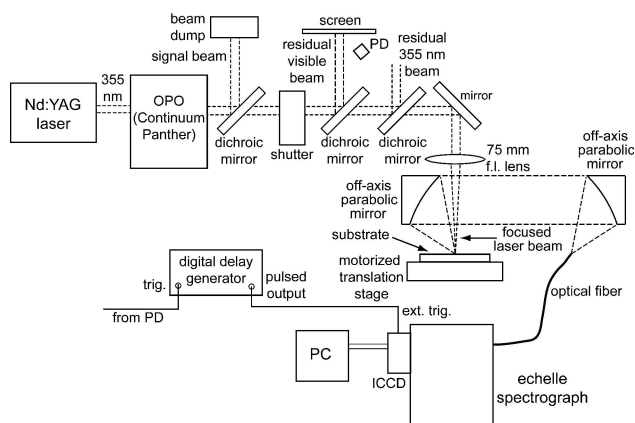 beam
dump
signal beam
screen
PD
residual
visible
beam
residual
355 nm
beam
mirror
355
nm
Nd:YAG
laser
OPO
(Continuum
Panther)
dichroic
mirror
shutter
dichroic
mirror
dichroic
mirror
75 mm
f.l. lens
off-axis
parabolic
mirror
off-axis
parabolic
mirror
substrate
focused
laser beam
motorized
translation
stage
optical fiber
digital delay
generator
trig.
pulsed
output
from PD
ext. trig.
PC
ICCD
echelle
spectrograph